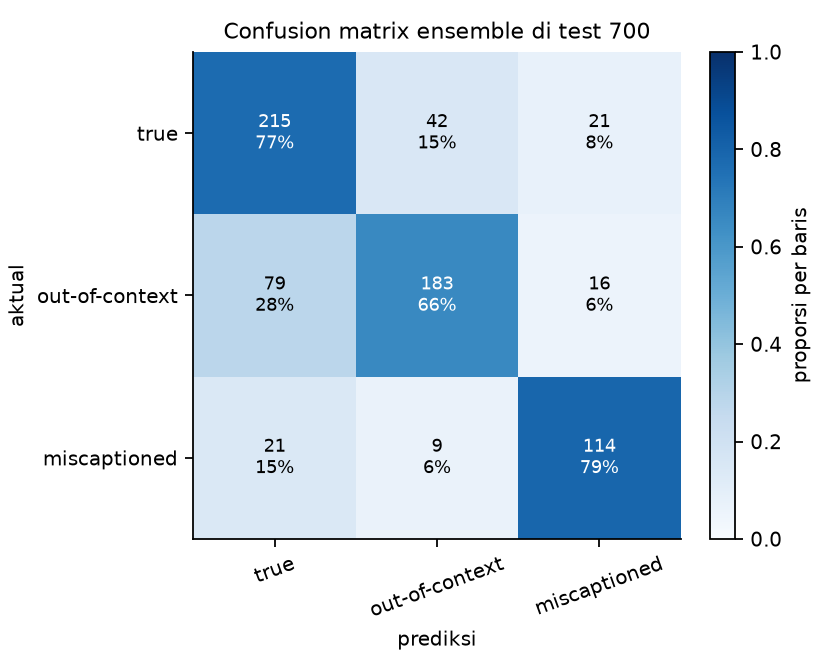 Confusion matrix ensemble di test 700
true
215
77%
42
15%
21
8%
out-of-context
79
28%
183
66%
16
6%
miscaptioned
21
15%
9
6%
114
79%
true
out-of-context
miscaptioned
prediksi
aktual
1.0
0.8
0.6
0.4
0.2
0.0
proporsi per baris